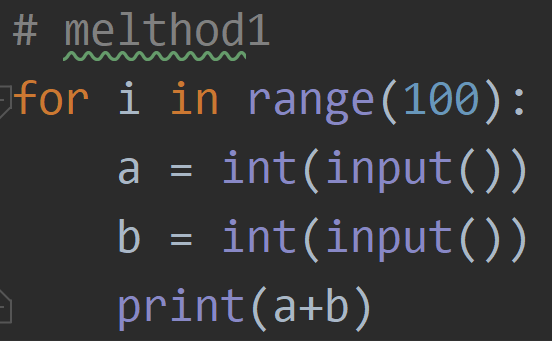 # melthod1
for i in range(100):
    a = int(input())
    b = int(input())
    print(a+b)